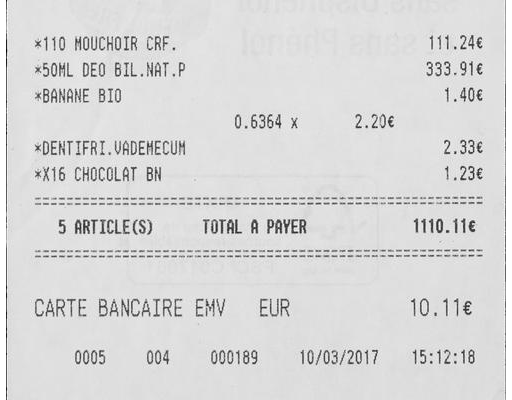 *110 MOUCHOIR CRF. 111.24€
*50ML DEO BIL.NAT.P 333.91€
*BANANE BIO 1.40€
0.6364 x 2.20€
*DENTIFRI.VADEMECUM 2.33€
*X16 CHOCOLAT BN 1.23€
5 ARTICLE(S) TOTAL A PAYER 1110.11€
CARTE BANCAIRE EMV EUR 10.11€
0005 004 000189 10/03/2017 15:12:18